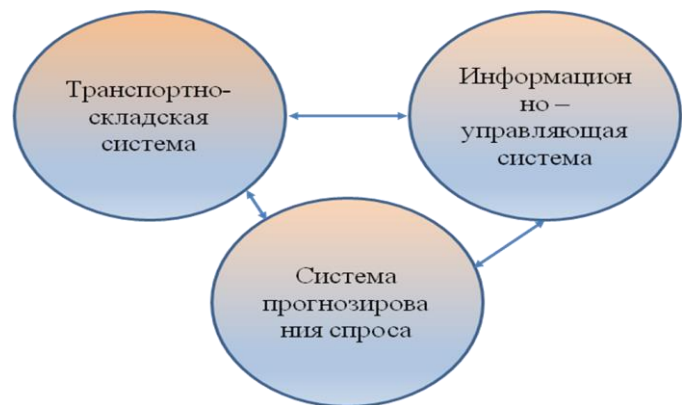 Транспортно-
складская
система
Информацион
но –
управляющая
система
Система
прогнозирова
ния спроса